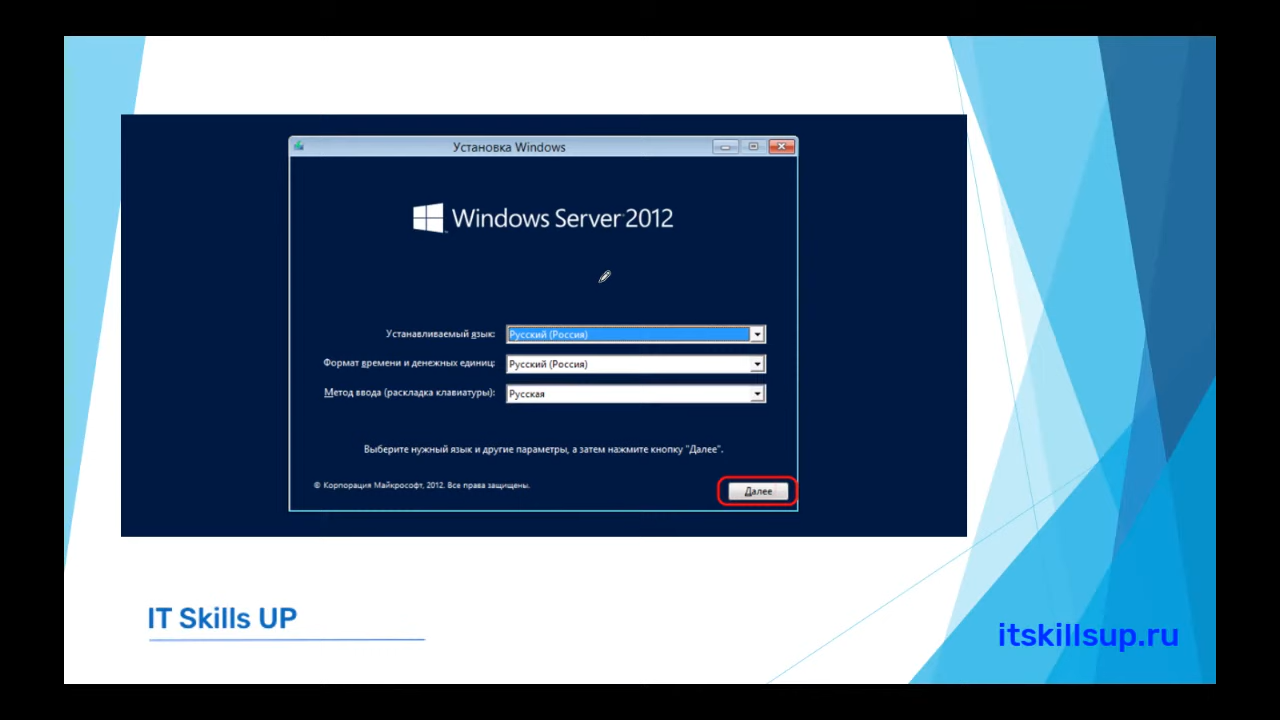 Установка Windows
Windows Server 2012
Устанавливаемый язык: Русский (Россия)
Формат времени и денежных единиц: Русский (Россия)
Метод ввода (раскладка клавиатуры): Русская
Выберите нужный язык и другие параметры, а затем нажмите кнопку "Далее".
© Корпорация Майкрософт, 2012. Все права защищены.
Далее
IT Skills UP
itskillsup.ru